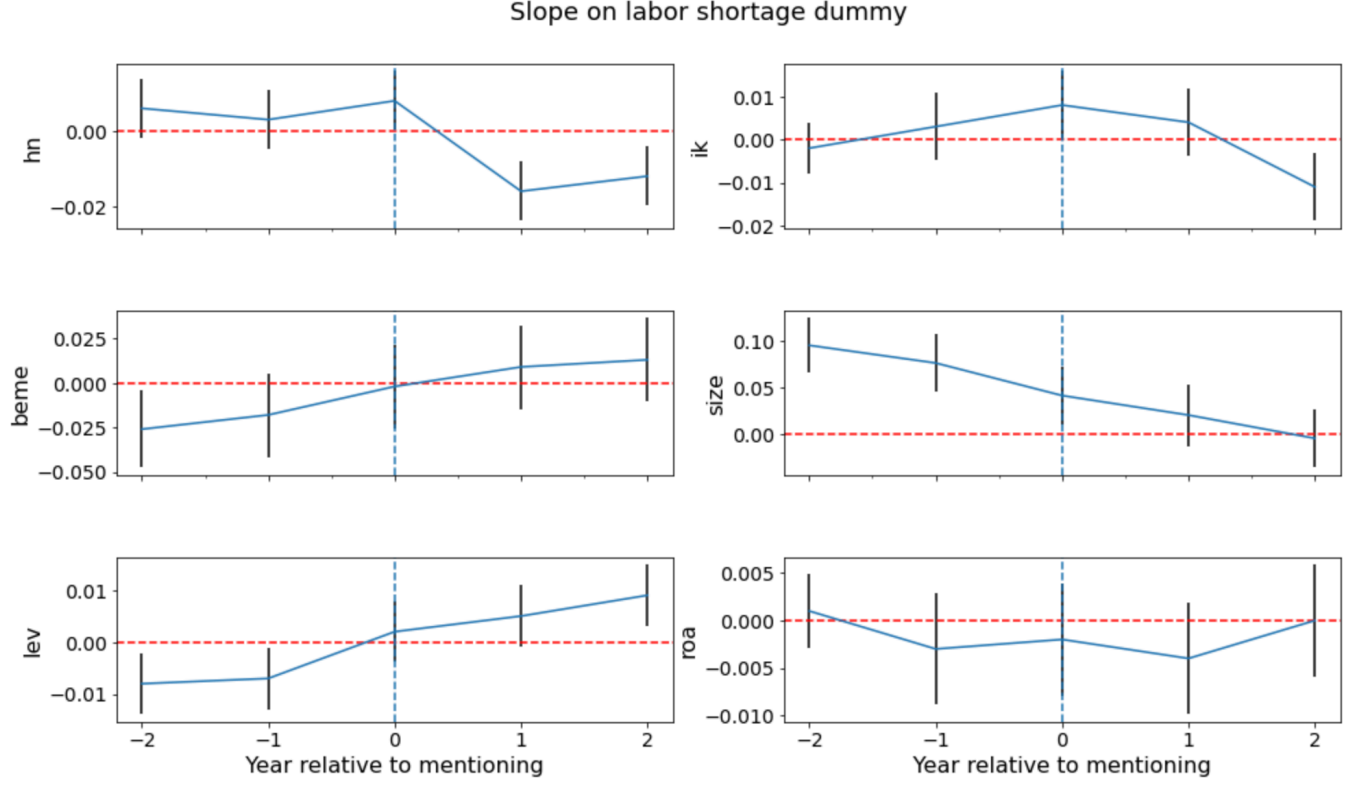 Slope on labor shortage dummy
hn
0.00
−0.02
ik
0.01
0.00
−0.01
−0.02
beme
0.025
0.000
−0.025
−0.050
size
0.10
0.05
0.00
lev
0.01
0.00
−0.01
−2 −1 0 1 2
Year relative to mentioning
roa
0.005
0.000
−0.005
−0.010
−2 −1 0 1 2
Year relative to mentioning